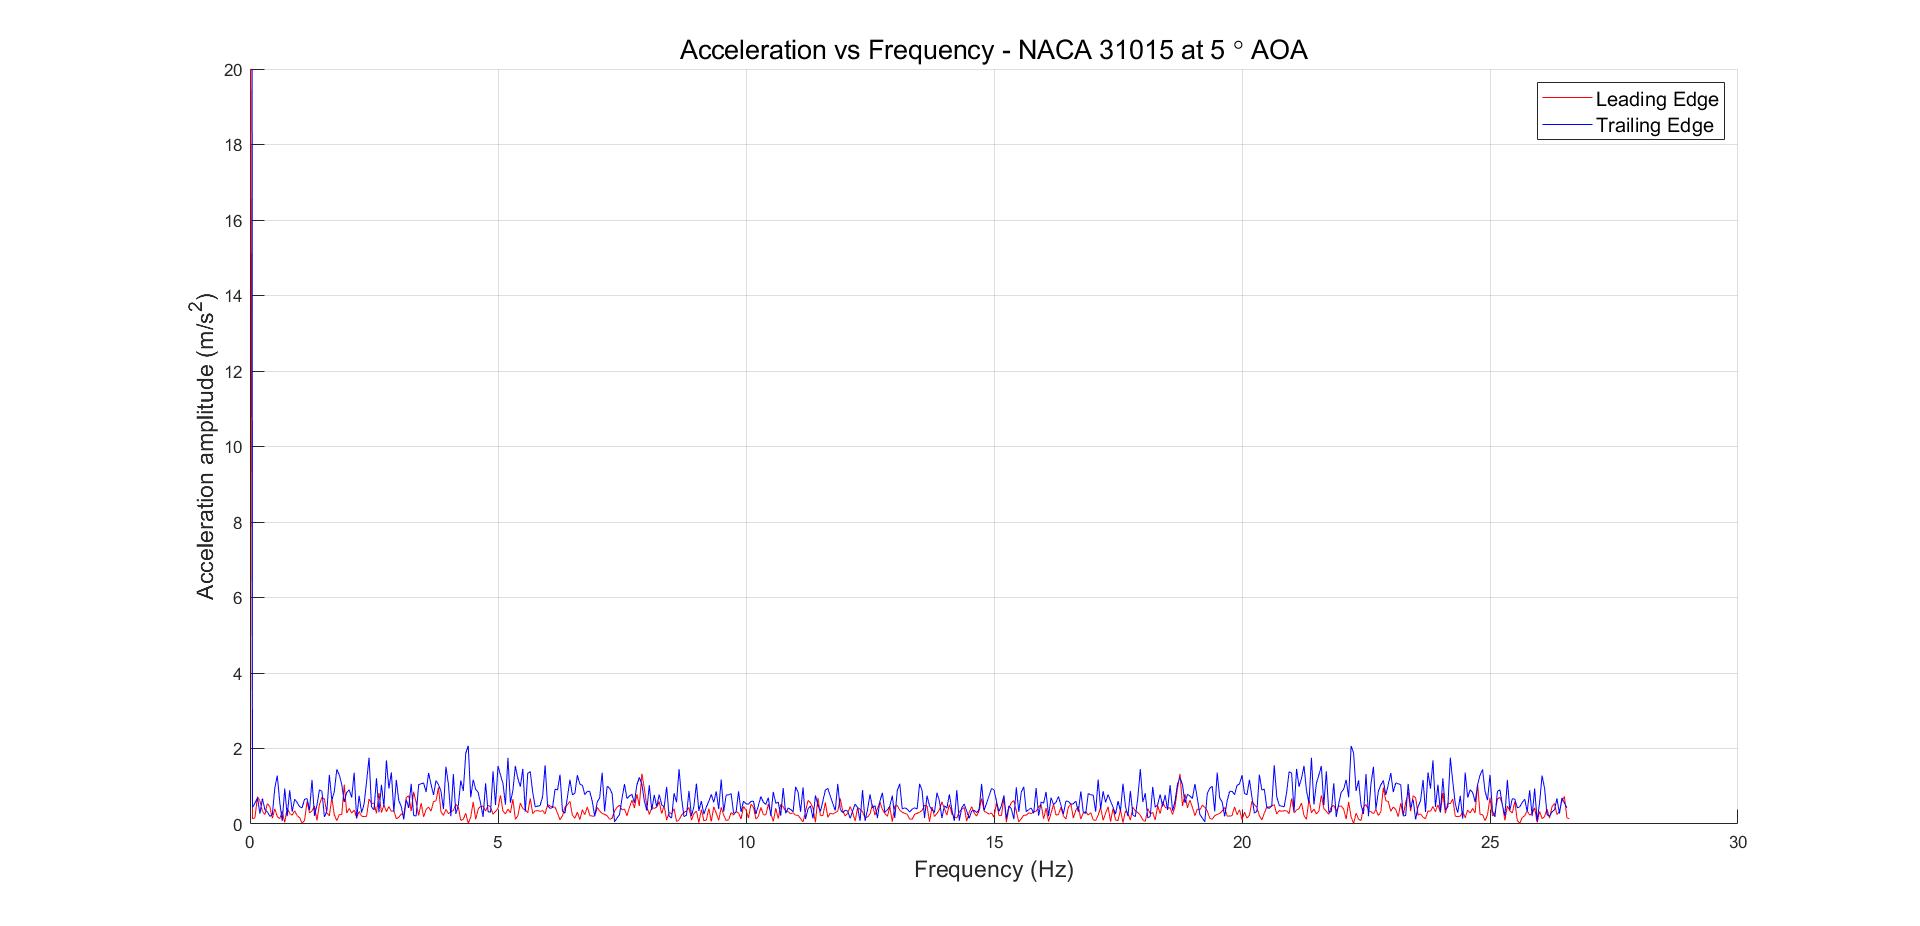 Acceleration vs Frequency - NACA 31015 at 5 ° AOA
Leading Edge
Trailing Edge
Acceleration amplitude (m/s²)
20
18
16
14
12
10
8
6
4
2
0
0 5 10 15 20 25 30
Frequency (Hz)